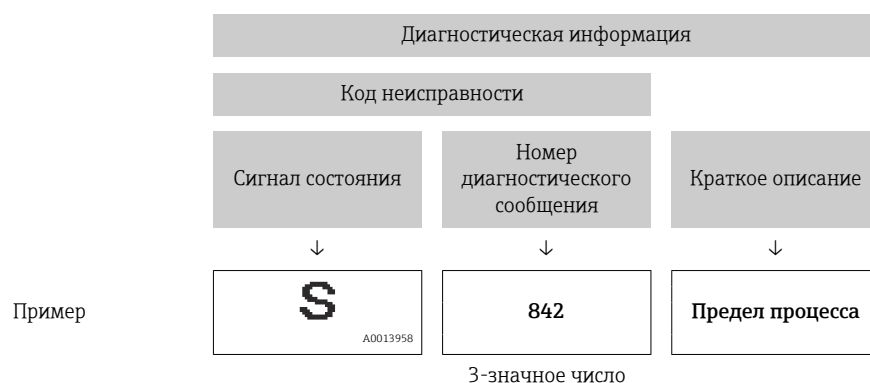 Диагностическая информация
Код неисправности
Сигнал состояния
Номер
диагностического
сообщения
Краткое описание
↓ ↓ ↓
Пример
S
A0013958
842
Предел процесса
3-значное число